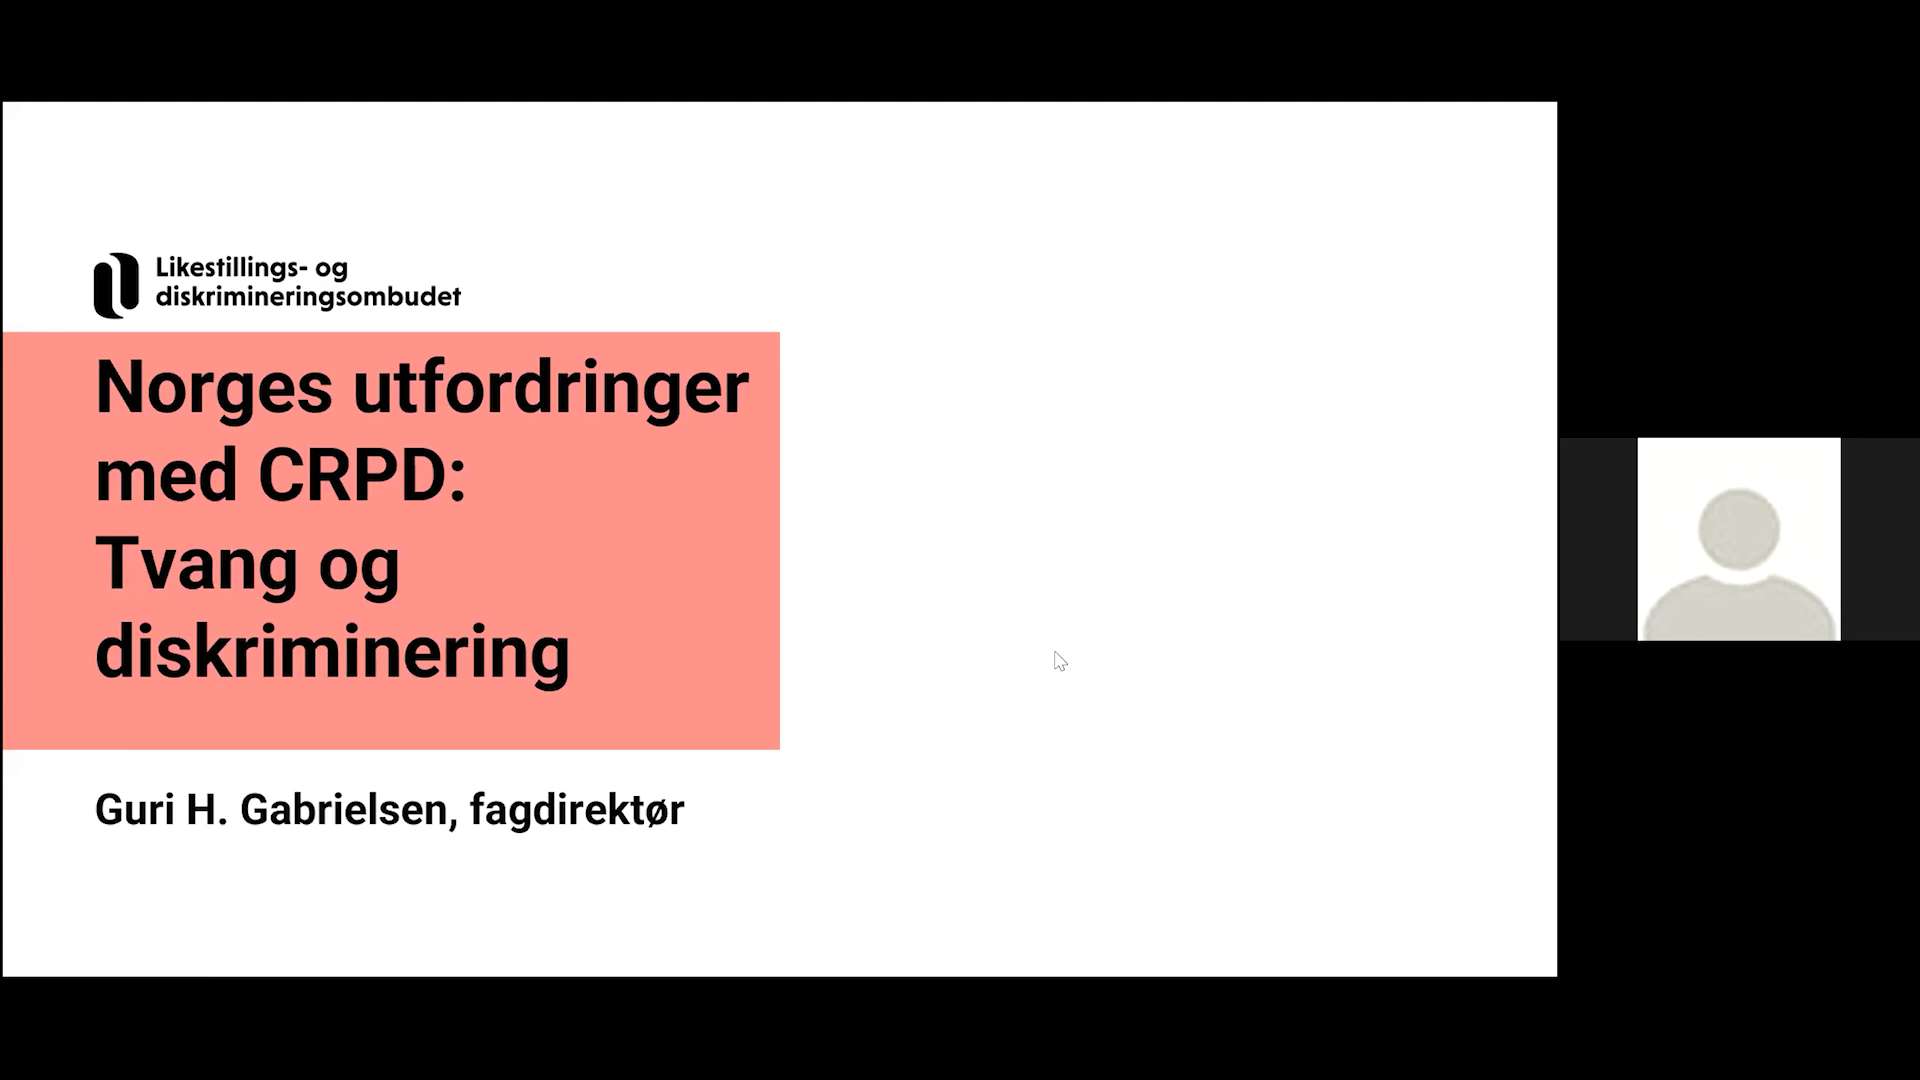 Likestillings- og
diskrimineringsombudet
Norges utfordringer
med CRPD:
Tvang og
diskriminering
Guri H. Gabrielsen, fagdirektør